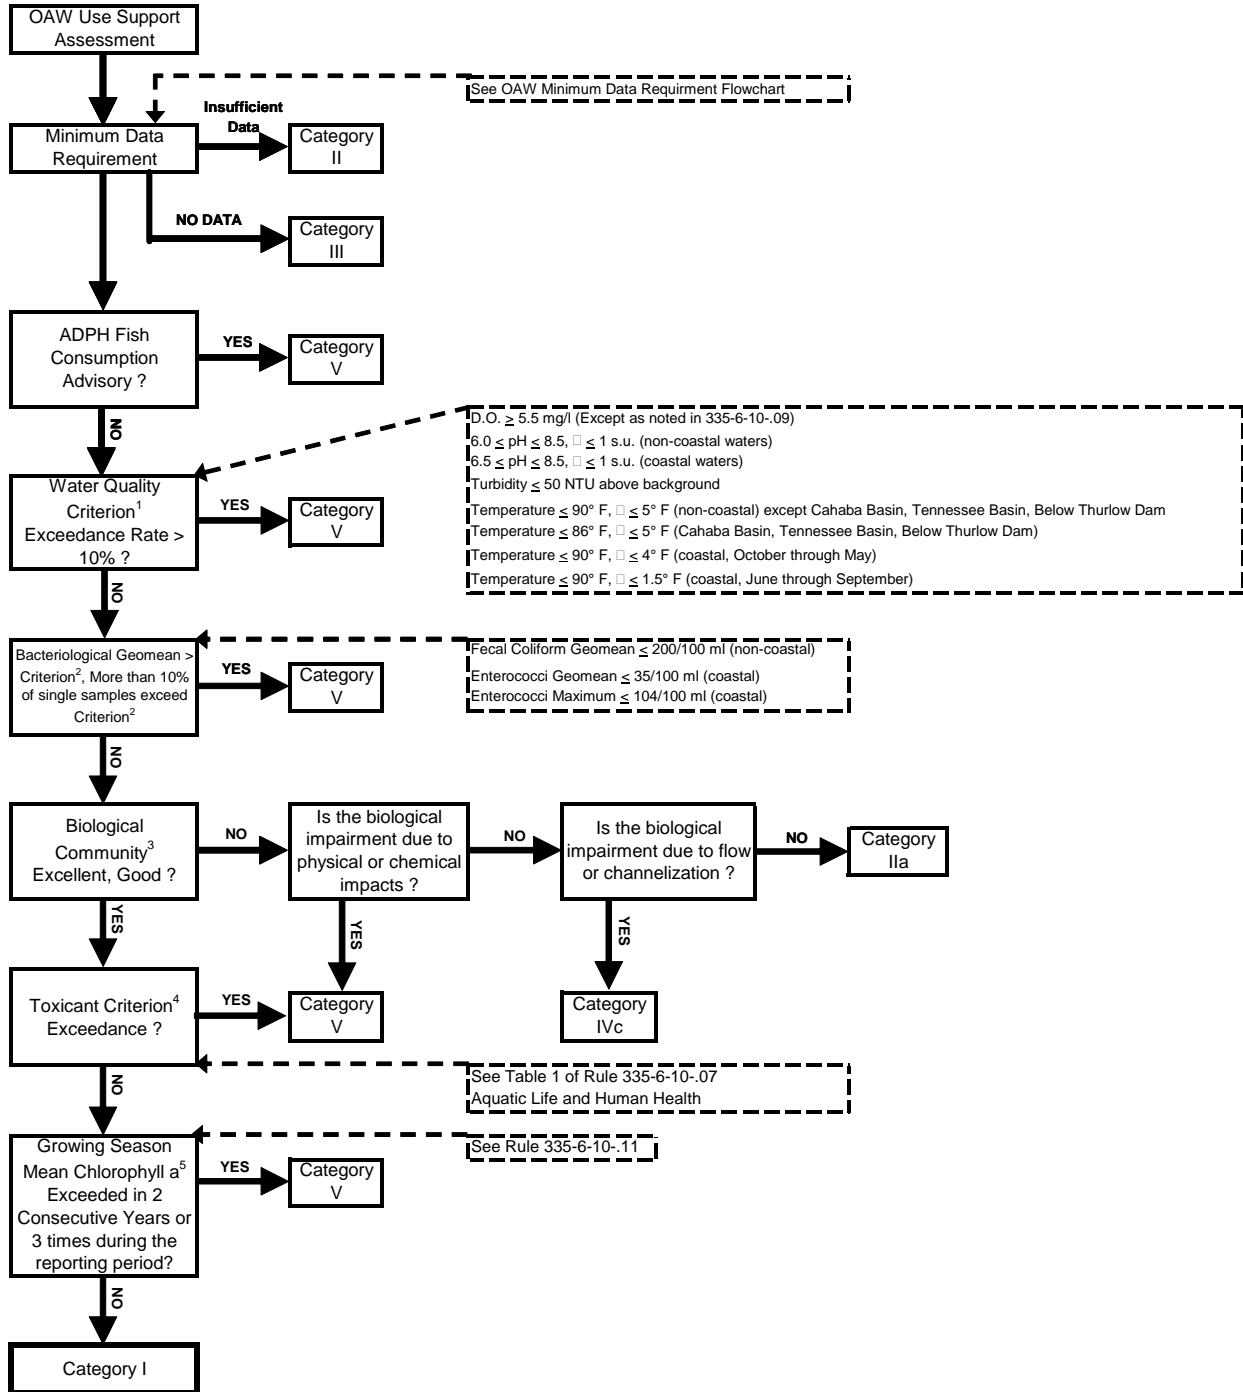 OAW Use Support
Assessment
See OAW Minimum Data Requirment Flowchart
Insufficient
Data
Minimum Data
Requirement
Category
II
NO DATA
Category
III
ADPH Fish
Consumption
Advisory ?
YES
Category
V
NO
D.O. ≥ 5.5 mg/l (Except as noted in 335-6-10-.09)
6.0 ≤ pH ≤ 8.5, □ ≤ 1 s.u. (non-coastal waters)
6.5 ≤ pH ≤ 8.5, □ ≤ 1 s.u. (coastal waters)
Turbidity ≤ 50 NTU above background
Temperature ≤ 90° F, □ ≤ 5° F (non-coastal) except Cahaba Basin, Tennessee Basin, Below Thurlow Dam
Temperature ≤ 86° F, □ ≤ 5° F (Cahaba Basin, Tennessee Basin, Below Thurlow Dam)
Temperature ≤ 90° F, □ ≤ 4° F (coastal, October through May)
Temperature ≤ 90° F, □ ≤ 1.5° F (coastal, June through September)
Water Quality
Criterion1
Exceedance Rate >
10% ?
YES
Category
V
NO
Bacteriological Geomean >
Criterion2, More than 10%
of single samples exceed
Criterion2
YES
Category
V
Fecal Coliform Geomean ≤ 200/100 ml (non-coastal)
Enterococci Geomean ≤ 35/100 ml (coastal)
Enterococci Maximum ≤ 104/100 ml (coastal)
NO
Biological
Community3
Excellent, Good ?
NO
Is the biological
impairment due to
physical or chemical
impacts ?
NO
Is the biological
impairment due to flow
or channelization ?
NO
Category
IIa
YES
YES
YES
Toxicant Criterion4
Exceedance ?
YES
Category
V
Category
IVc
See Table 1 of Rule 335-6-10-.07
Aquatic Life and Human Health
NO
See Rule 335-6-10-.11
Growing Season
Mean Chlorophyll a5
Exceeded in 2
Consecutive Years or
3 times during the
reporting period?
YES
Category
V
NO
Category I